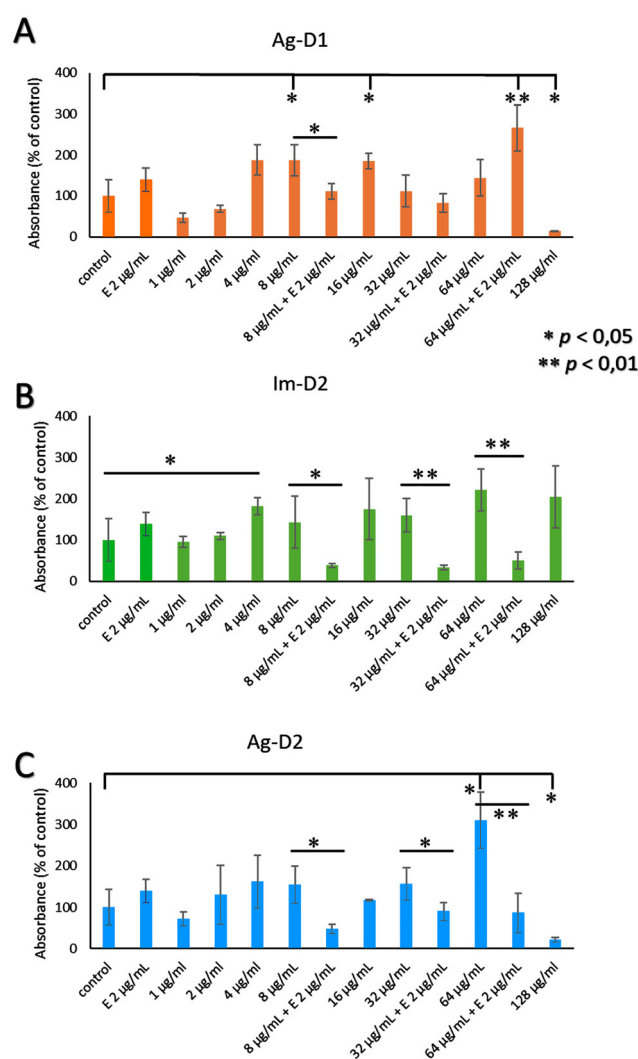 A
Ag-D1
Absorbance (% of control)
400
300
200
100
0
* * ** *
*
control
E 2 µg/mL
1 µg/ml
2 µg/ml
4 µg/ml
8 µg/mL
8 µg/mL + E 2 µg/mL
16 µg/mL
32 µg/mL
32 µg/mL + E 2 µg/mL
64 µg/mL
64 µg/mL + E 2 µg/mL
128 µg/ml
* p < 0,05
** p < 0,01
B
Im-D2
Absorbance (% of control)
400
300
200
100
0
* * ** **
control
E 2 µg/mL
1 µg/ml
2 µg/ml
4 µg/ml
8 µg/mL
8 µg/mL + E 2 µg/mL
16 µg/mL
32 µg/mL
32 µg/mL + E 2 µg/mL
64 µg/mL
64 µg/mL + E 2 µg/mL
128 µg/ml
C
Ag-D2
Absorbance (% of control)
400
300
200
100
0
* *
* * **
control
E 2 µg/mL
1 µg/ml
2 µg/ml
4 µg/ml
8 µg/mL
8 µg/mL + E 2 µg/mL
16 µg/mL
32 µg/mL
32 µg/mL + E 2 µg/mL
64 µg/mL
64 µg/mL + E 2 µg/mL
128 µg/ml